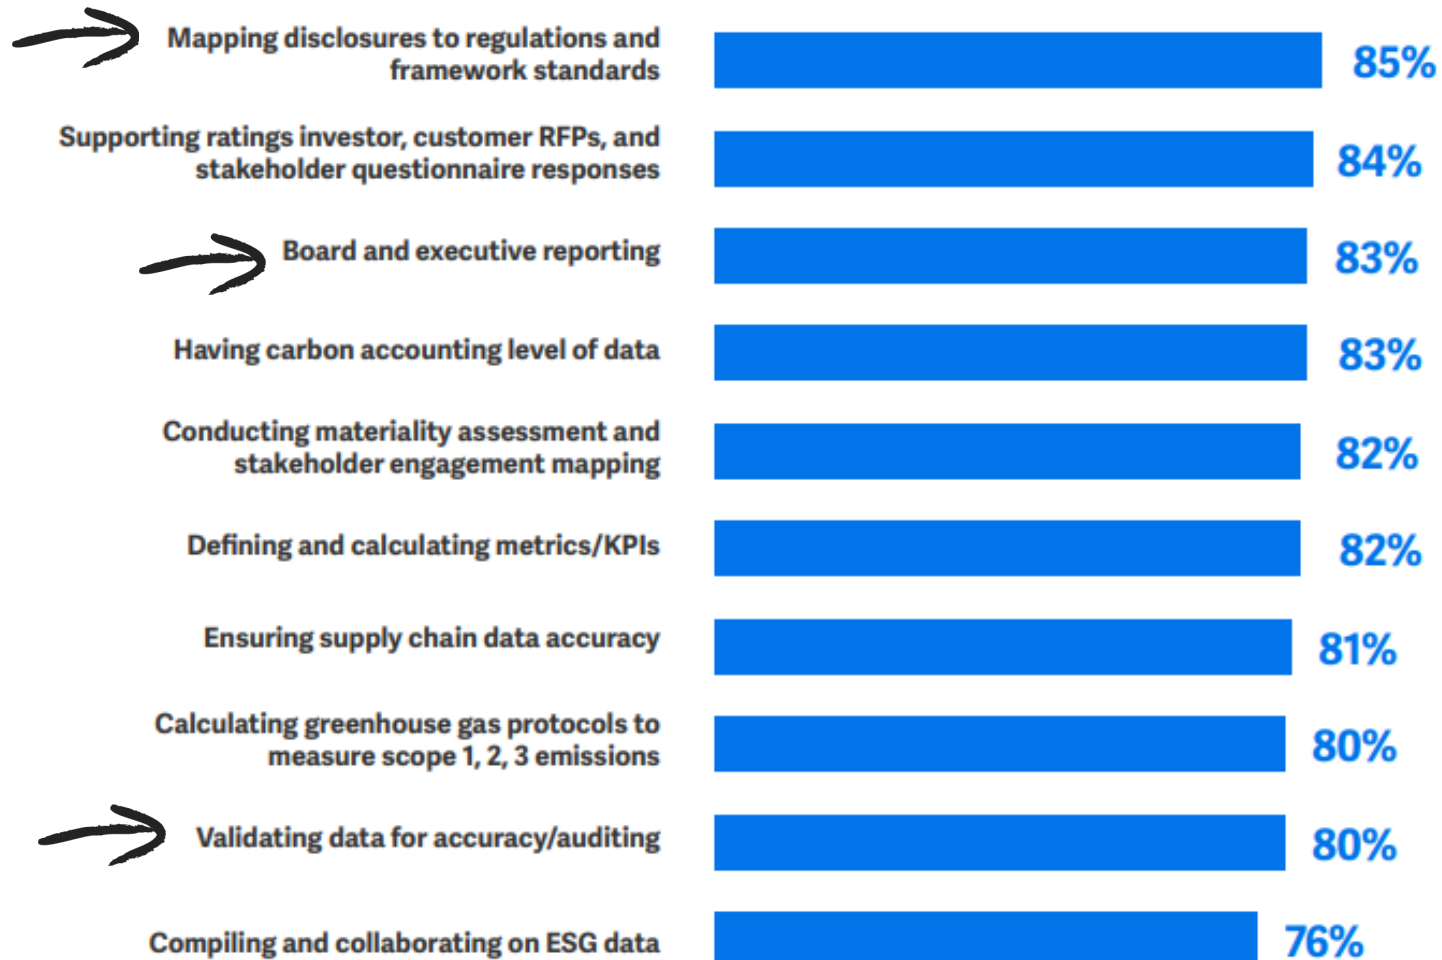 Mapping disclosures to regulations and
framework standards
85%
Supporting ratings investor, customer RFPs, and
stakeholder questionnaire responses
84%
Board and executive reporting
83%
Having carbon accounting level of data
83%
Conducting materiality assessment and
stakeholder engagement mapping
82%
Defining and calculating metrics/KPIs
82%
Ensuring supply chain data accuracy
81%
Calculating greenhouse gas protocols to
measure scope 1, 2, 3 emissions
80%
Validating data for accuracy/auditing
80%
Compiling and collaborating on ESG data
76%